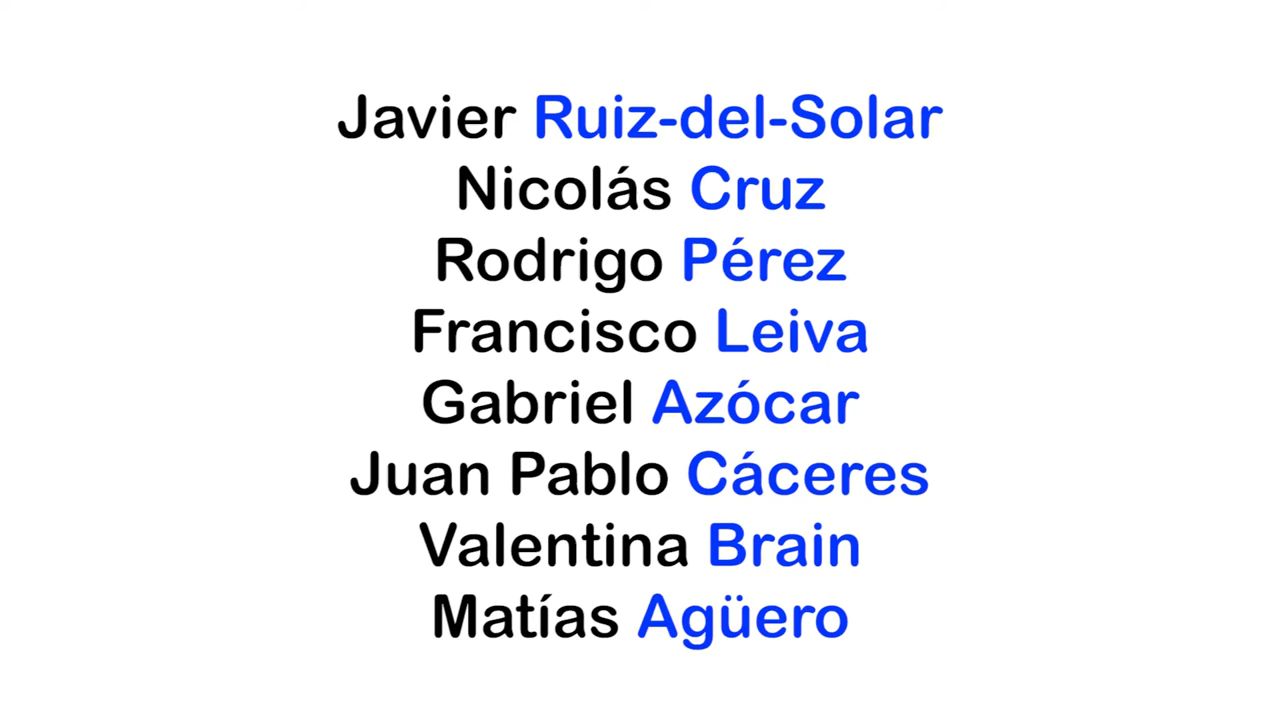 Javier Ruiz-del-Solar
Nicolás Cruz
Rodrigo Pérez
Francisco Leiva
Gabriel Azócar
Juan Pablo Cáceres
Valentina Brain
Matías Agüero